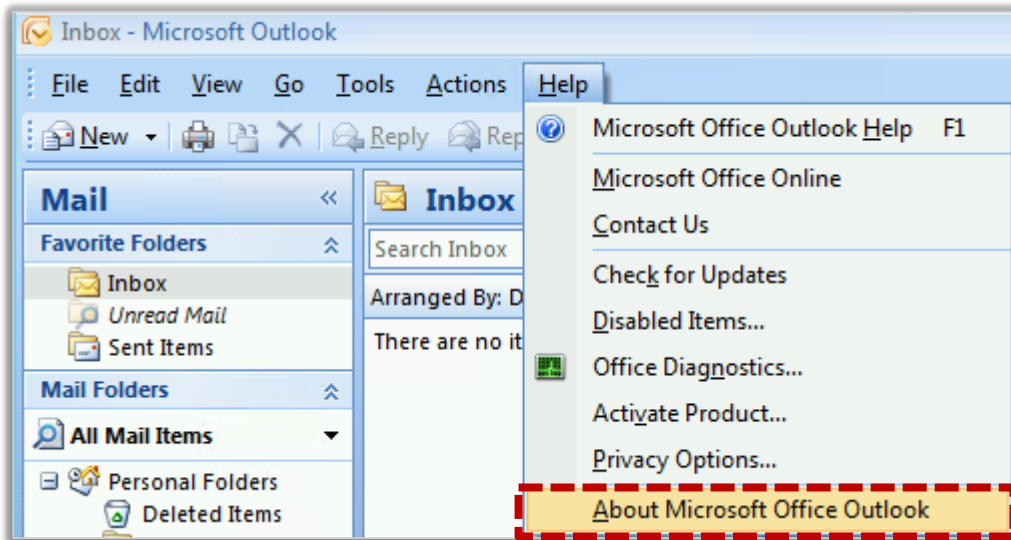 Inbox - Microsoft Outlook
File Edit View Go Tools Actions Help
New Reply
Mail
Favorite Folders
Inbox
Unread Mail
Sent Items
Mail Folders
All Mail Items
Personal Folders
Deleted Items
Inbox
Search Inbox
Arranged By: D
There are no it
Microsoft Office Outlook Help F1
Microsoft Office Online
Contact Us
Check for Updates
Disabled Items...
Office Diagnostics...
Activate Product...
Privacy Options...
About Microsoft Office Outlook